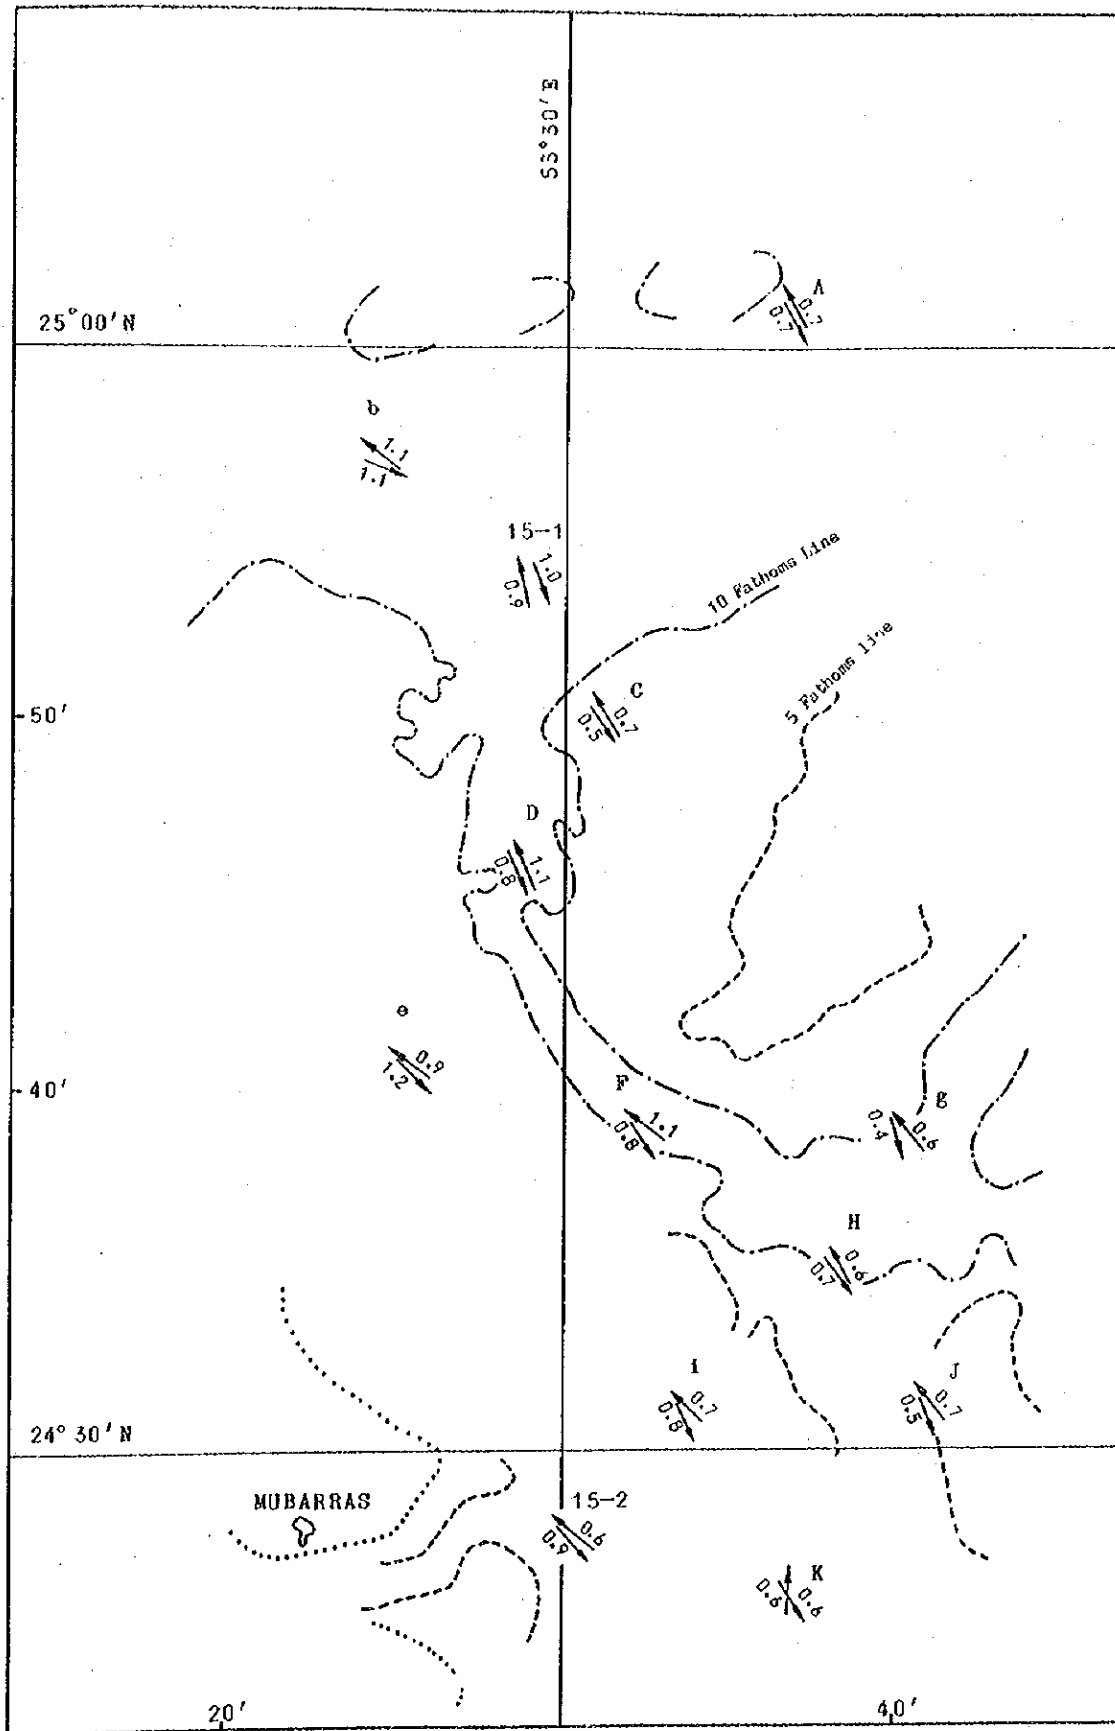 53°30'E
A
0.7
0.7
25°00'N
b
1.1
1.1
15-1
1.0
0.9
10 Fathoms Line
5 Fathoms line
C
0.7
0.5
50'
D
1.1
0.8
e
0.9
1.2
40'
F
1.1
0.8
g
0.6
0.4
H
0.6
0.7
i
0.7
0.8
J
0.7
0.5
24°30'N
MUBARRAS
15-2
0.6
0.9
K
0.6
0.6
20'
40'